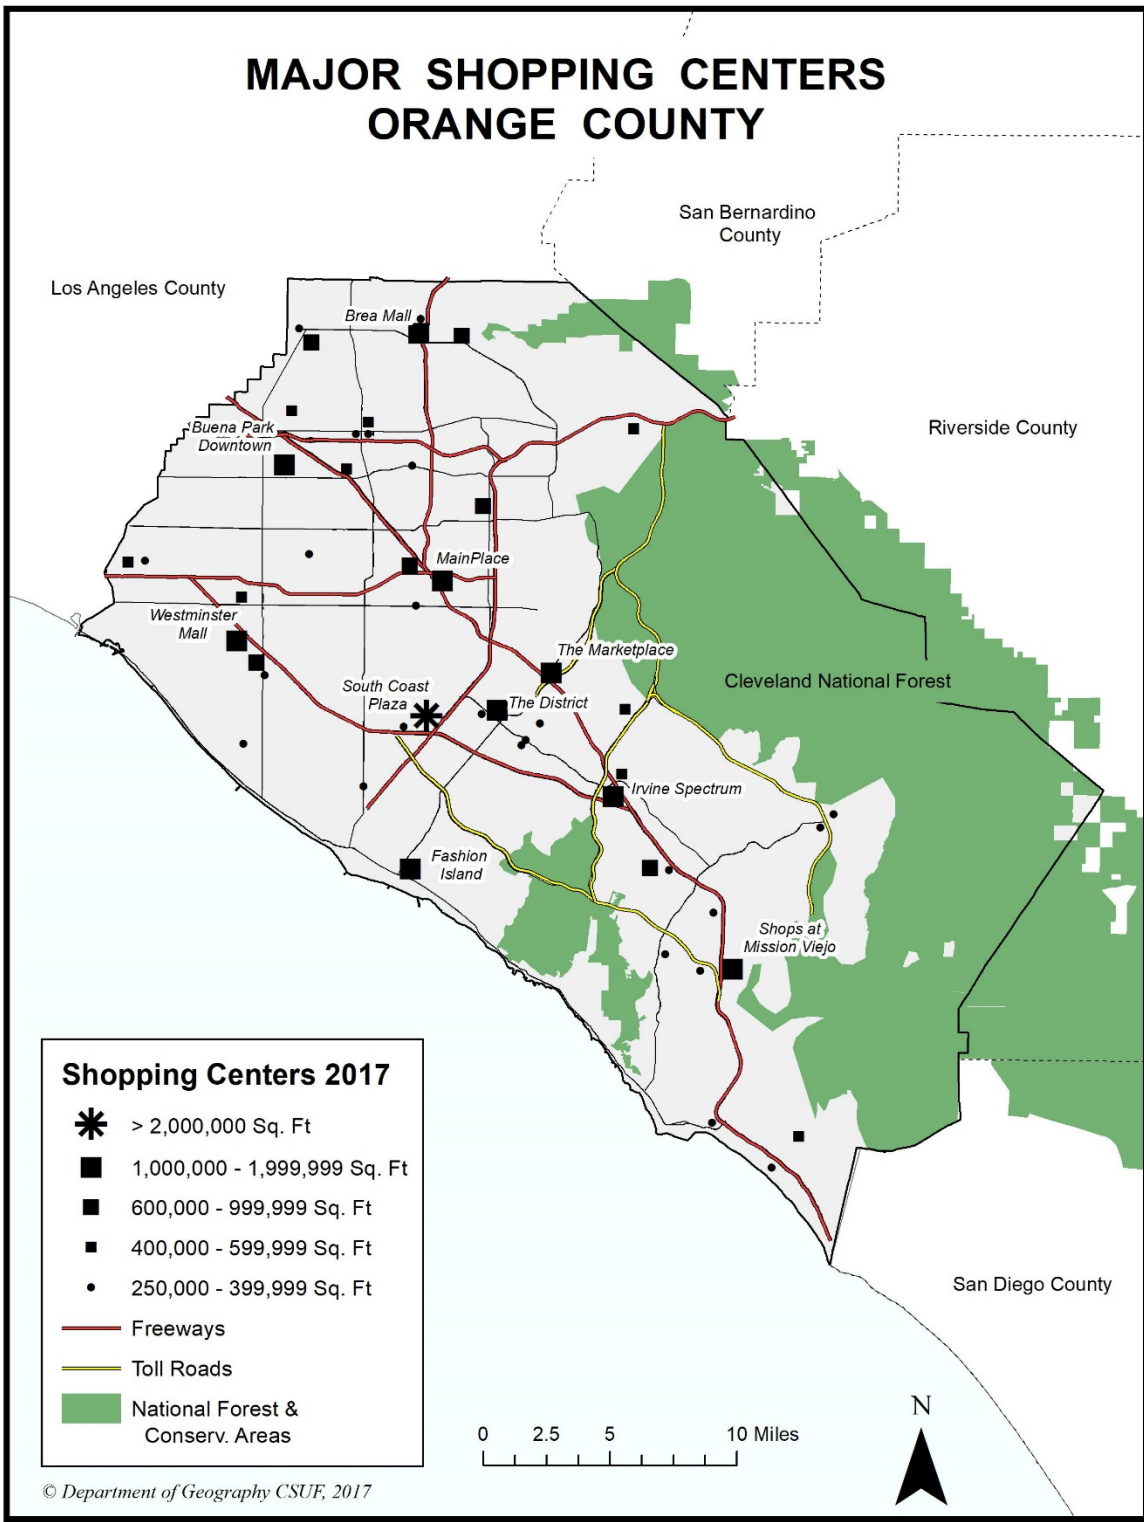 MAJOR SHOPPING CENTERS
ORANGE COUNTY
San Bernardino
County
Los Angeles County
Brea Mall
Riverside County
Buena Park
Downtown
MainPlace
Westminster
Mall
The Marketplace
Cleveland National Forest
South Coast
Plaza
The District
Irvine Spectrum
Fashion
Island
Shops at
Mission Viejo
Shopping Centers 2017
> 2,000,000 Sq. Ft
1,000,000 - 1,999,999 Sq. Ft
600,000 - 999,999 Sq. Ft
400,000 - 599,999 Sq. Ft
250,000 - 399,999 Sq. Ft
Freeways
Toll Roads
National Forest &
Conserv. Areas
San Diego County
N
0 2.5 5 10 Miles
© Department of Geography CSUF, 2017